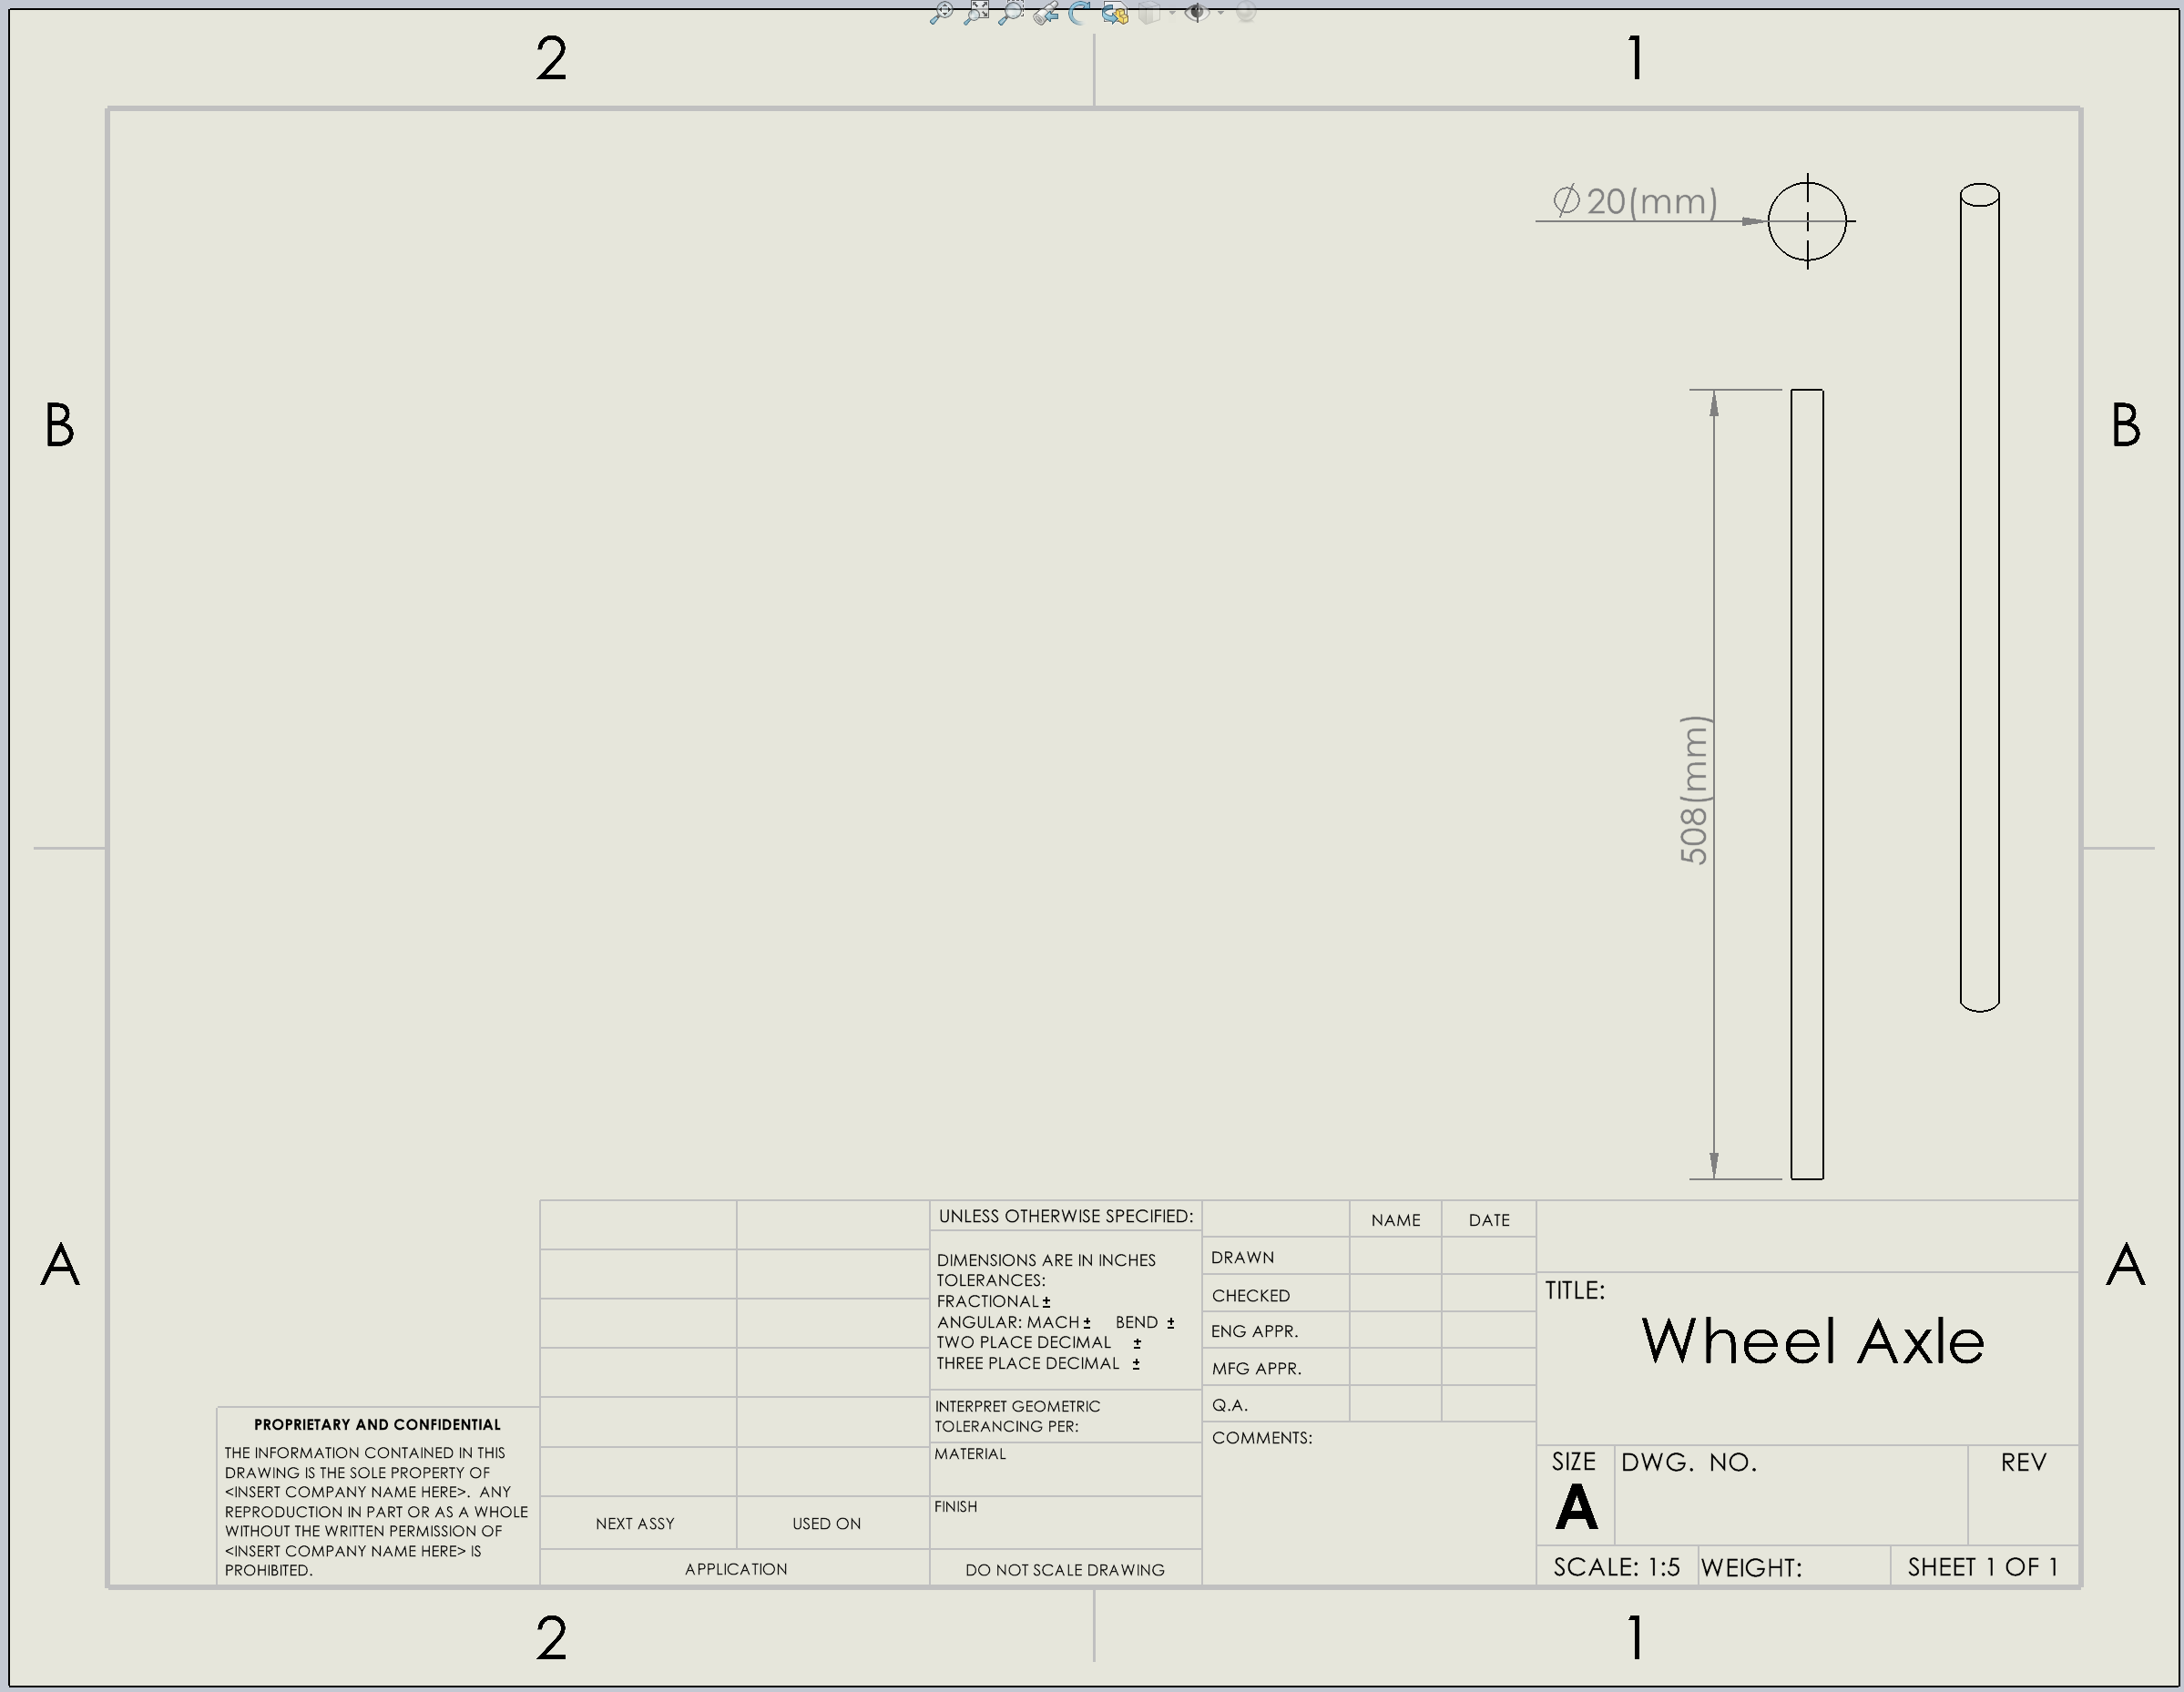 2 1
∅20(mm)
B B
508(mm)
A A
UNLESS OTHERWISE SPECIFIED:
DIMENSIONS ARE IN INCHES
TOLERANCES:
FRACTIONAL ±
ANGULAR: MACH ± BEND ±
TWO PLACE DECIMAL ±
THREE PLACE DECIMAL ±
INTERPRET GEOMETRIC
TOLERANCING PER:
MATERIAL
FINISH
DO NOT SCALE DRAWING
NAME DATE
DRAWN
CHECKED
ENG APPR.
MFG APPR.
Q.A.
COMMENTS:
TITLE:
Wheel Axle
SIZE DWG. NO. REV
A
SCALE: 1:5 WEIGHT: SHEET 1 OF 1
PROPRIETARY AND CONFIDENTIAL
THE INFORMATION CONTAINED IN THIS
DRAWING IS THE SOLE PROPERTY OF
<INSERT COMPANY NAME HERE>. ANY
REPRODUCTION IN PART OR AS A WHOLE
WITHOUT THE WRITTEN PERMISSION OF
<INSERT COMPANY NAME HERE> IS
PROHIBITED.
NEXT ASSY USED ON
APPLICATION
2 1